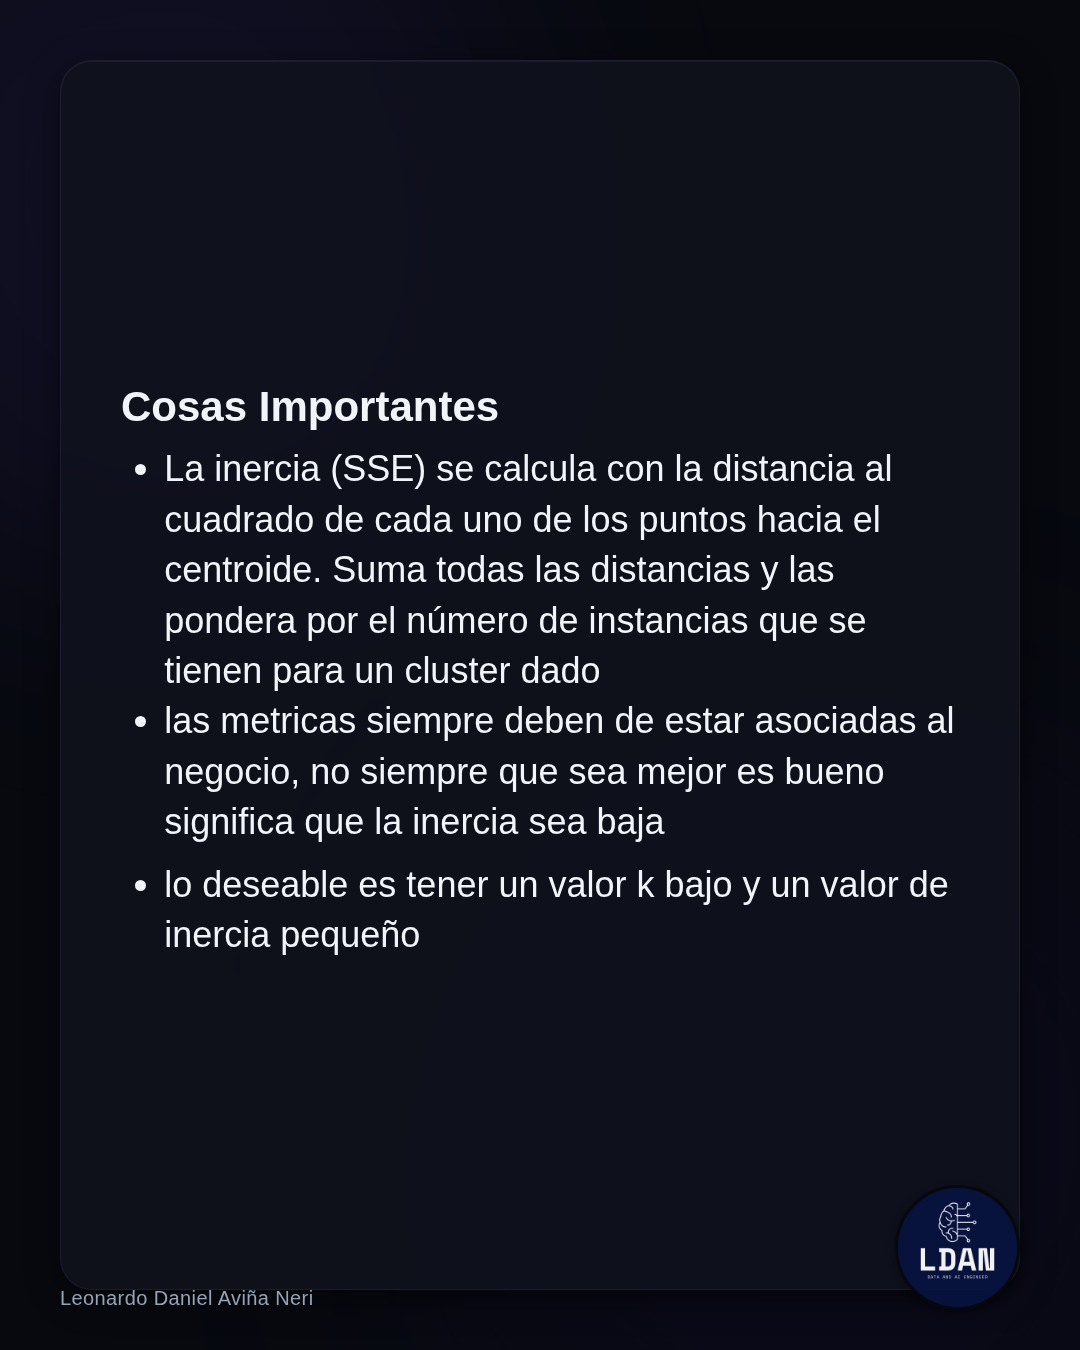 Cosas Importantes
• La inercia (SSE) se calcula con la distancia al
cuadrado de cada uno de los puntos hacia el
centroide. Suma todas las distancias y las
pondera por el número de instancias que se
tienen para un cluster dado
• las metricas siempre deben de estar asociadas al
negocio, no siempre que sea mejor es bueno
significa que la inercia sea baja
• lo deseable es tener un valor k bajo y un valor de
inercia pequeño
LDAN
DATA AND AI ENGINEER
Leonardo Daniel Aviña Neri